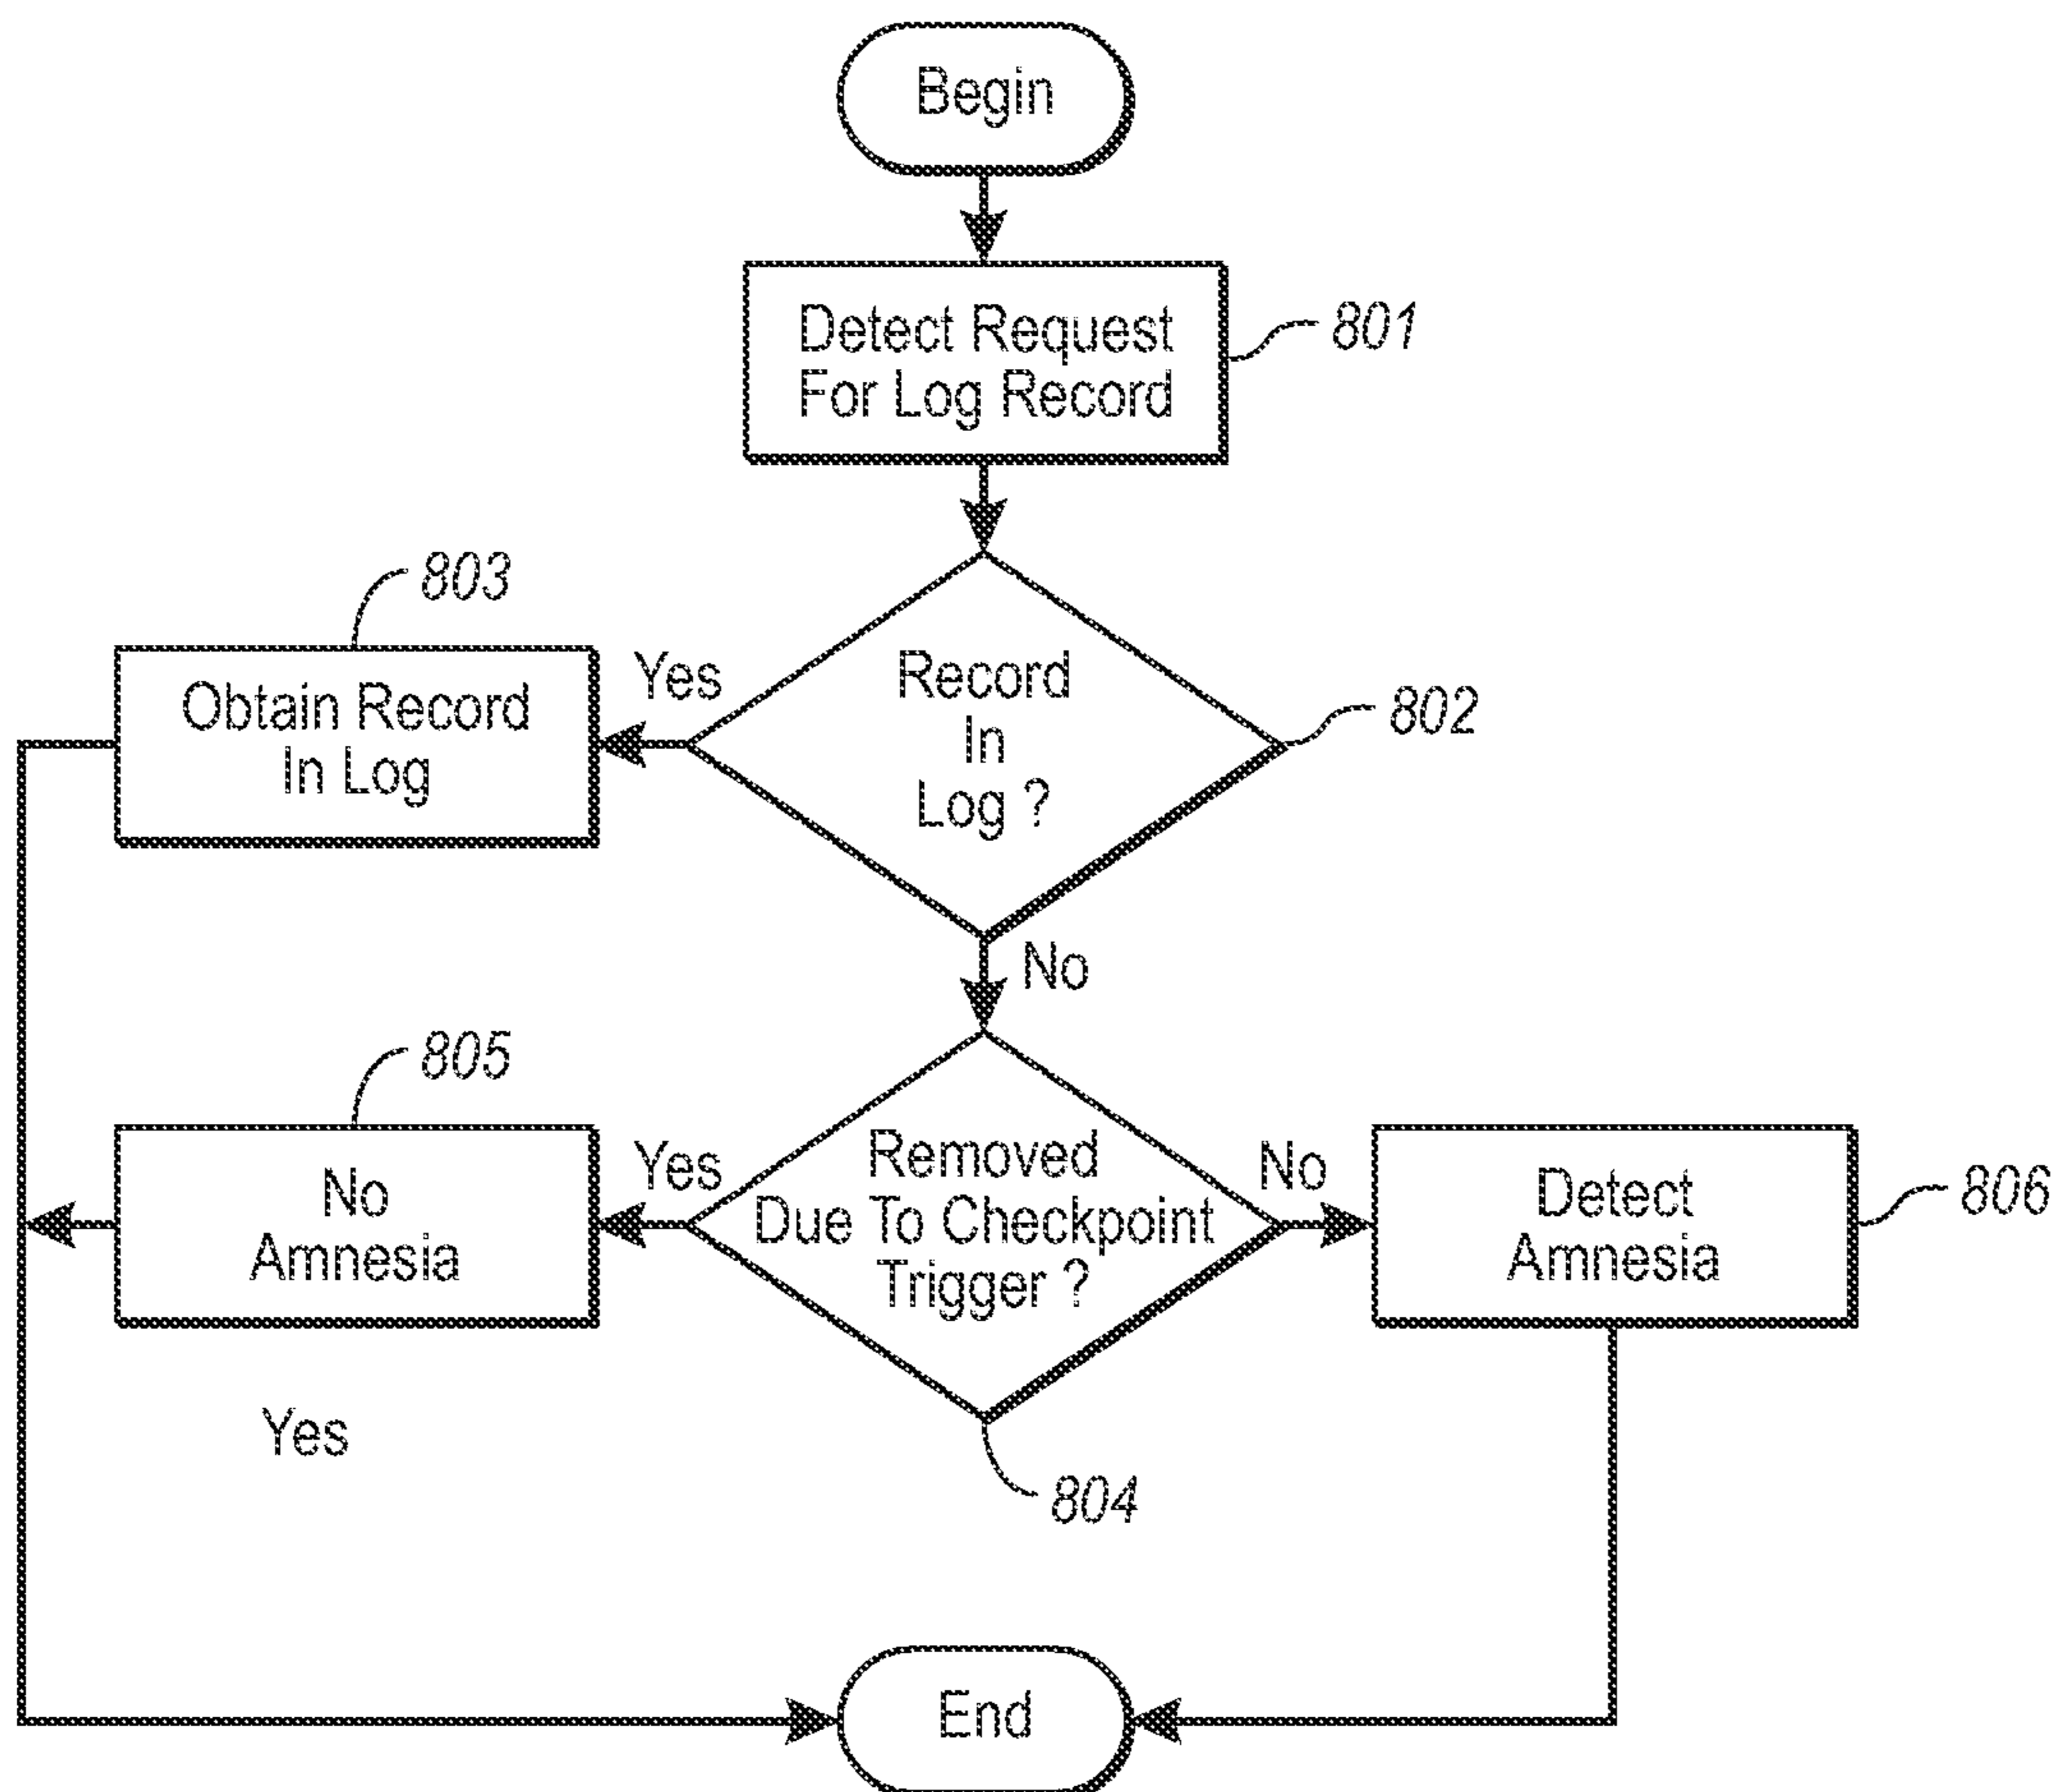 Begin
Detect Request
For Log Record
801
803
Obtain Record
In Log
Yes
Record
In
Log ?
802
No
805
No
Amnesia
Yes
Removed
Due To Checkpoint
Trigger ?
No
Detect
Amnesia
806
Yes
804
End